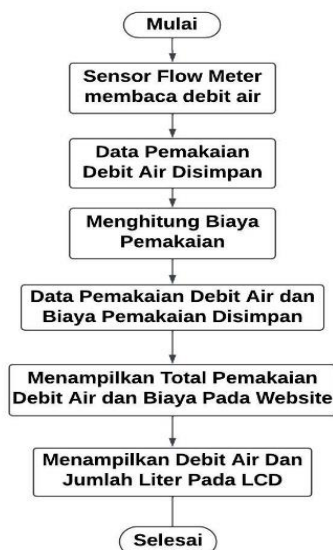 Mulai
Sensor Flow Meter
membaca debit air
Data Pemakaian
Debit Air Disimpan
Menghitung Biaya
Pemakaian
Data Pemakaian Debit Air dan
Biaya Pemakaian Disimpan
Menampilkan Total Pemakaian
Debit Air dan Biaya Pada Website
Menampilkan Debit Air Dan
Jumlah Liter Pada LCD
Selesai